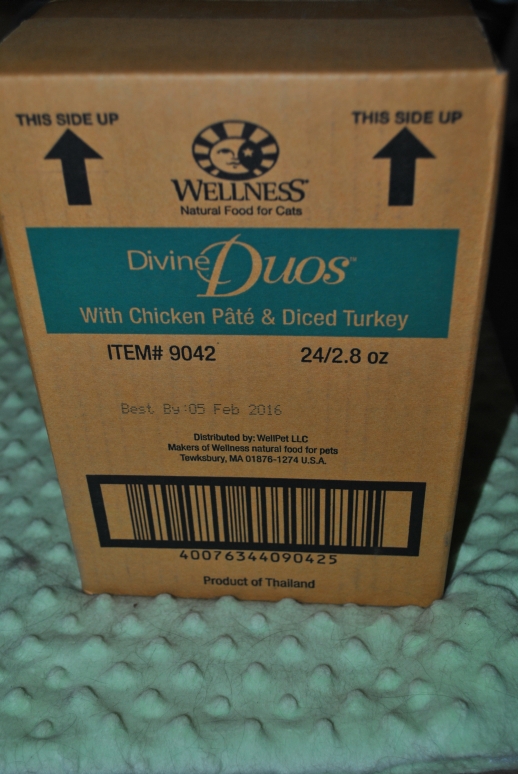 THIS SIDE UP
THIS SIDE UP
WELLNESS
Natural Food for Cats
Divine Duos™
With Chicken Pâté & Diced Turkey
ITEM# 9042 24/2.8 oz
Best By:05 Feb 2016
Distributed by: WellPet LLC
Makers of Wellness natural food for pets
Tewksbury, MA 01876-1274 U.S.A.
40076344090425
Product of Thailand